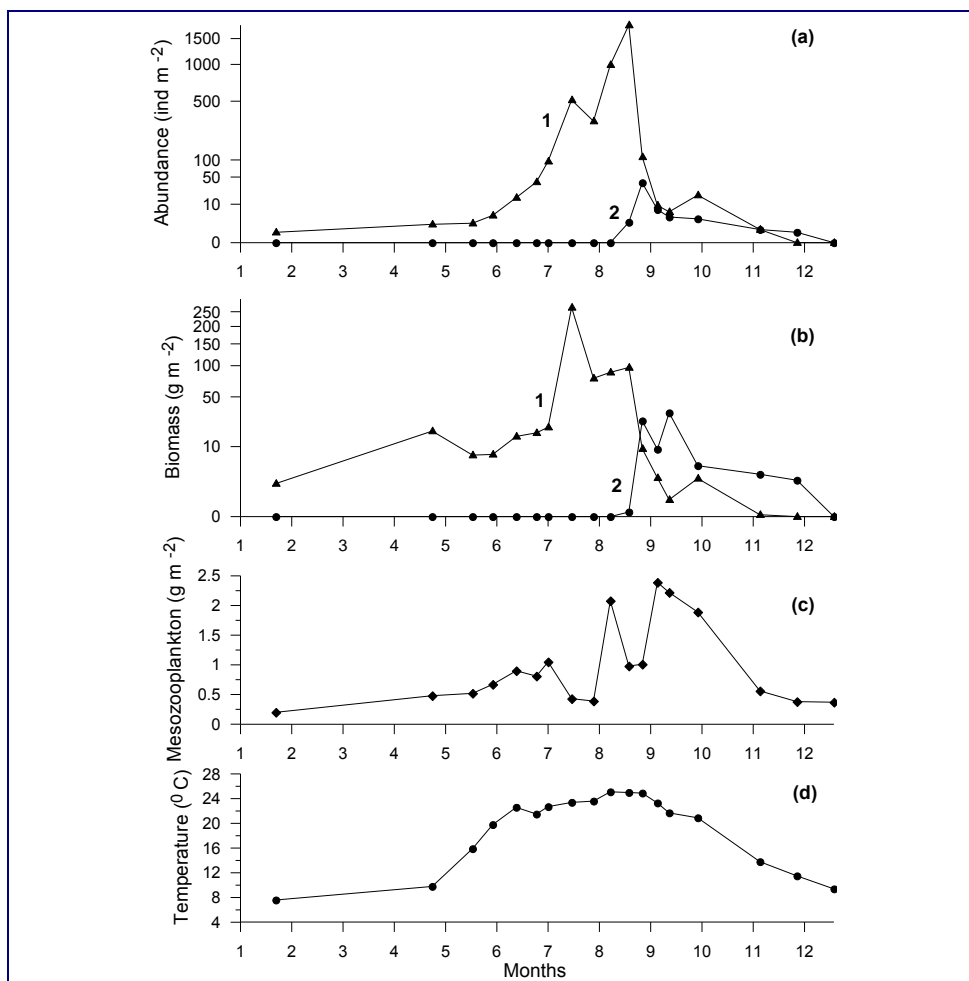 (a)
Abundance (ind m -2)
1500
1000
500
100
50
10
0
1
2
1 2 3 4 5 6 7 8 9 10 11 12
(b)
Biomass (g m -2)
250
200
150
100
50
10
0
1
2
1 2 3 4 5 6 7 8 9 10 11 12
(c)
Mesozooplankton (g m -2)
2.5
2
1.5
1
0.5
0
1 2 3 4 5 6 7 8 9 10 11 12
(d)
Temperature (0 C)
28
24
20
16
12
8
4
1 2 3 4 5 6 7 8 9 10 11 12
Months